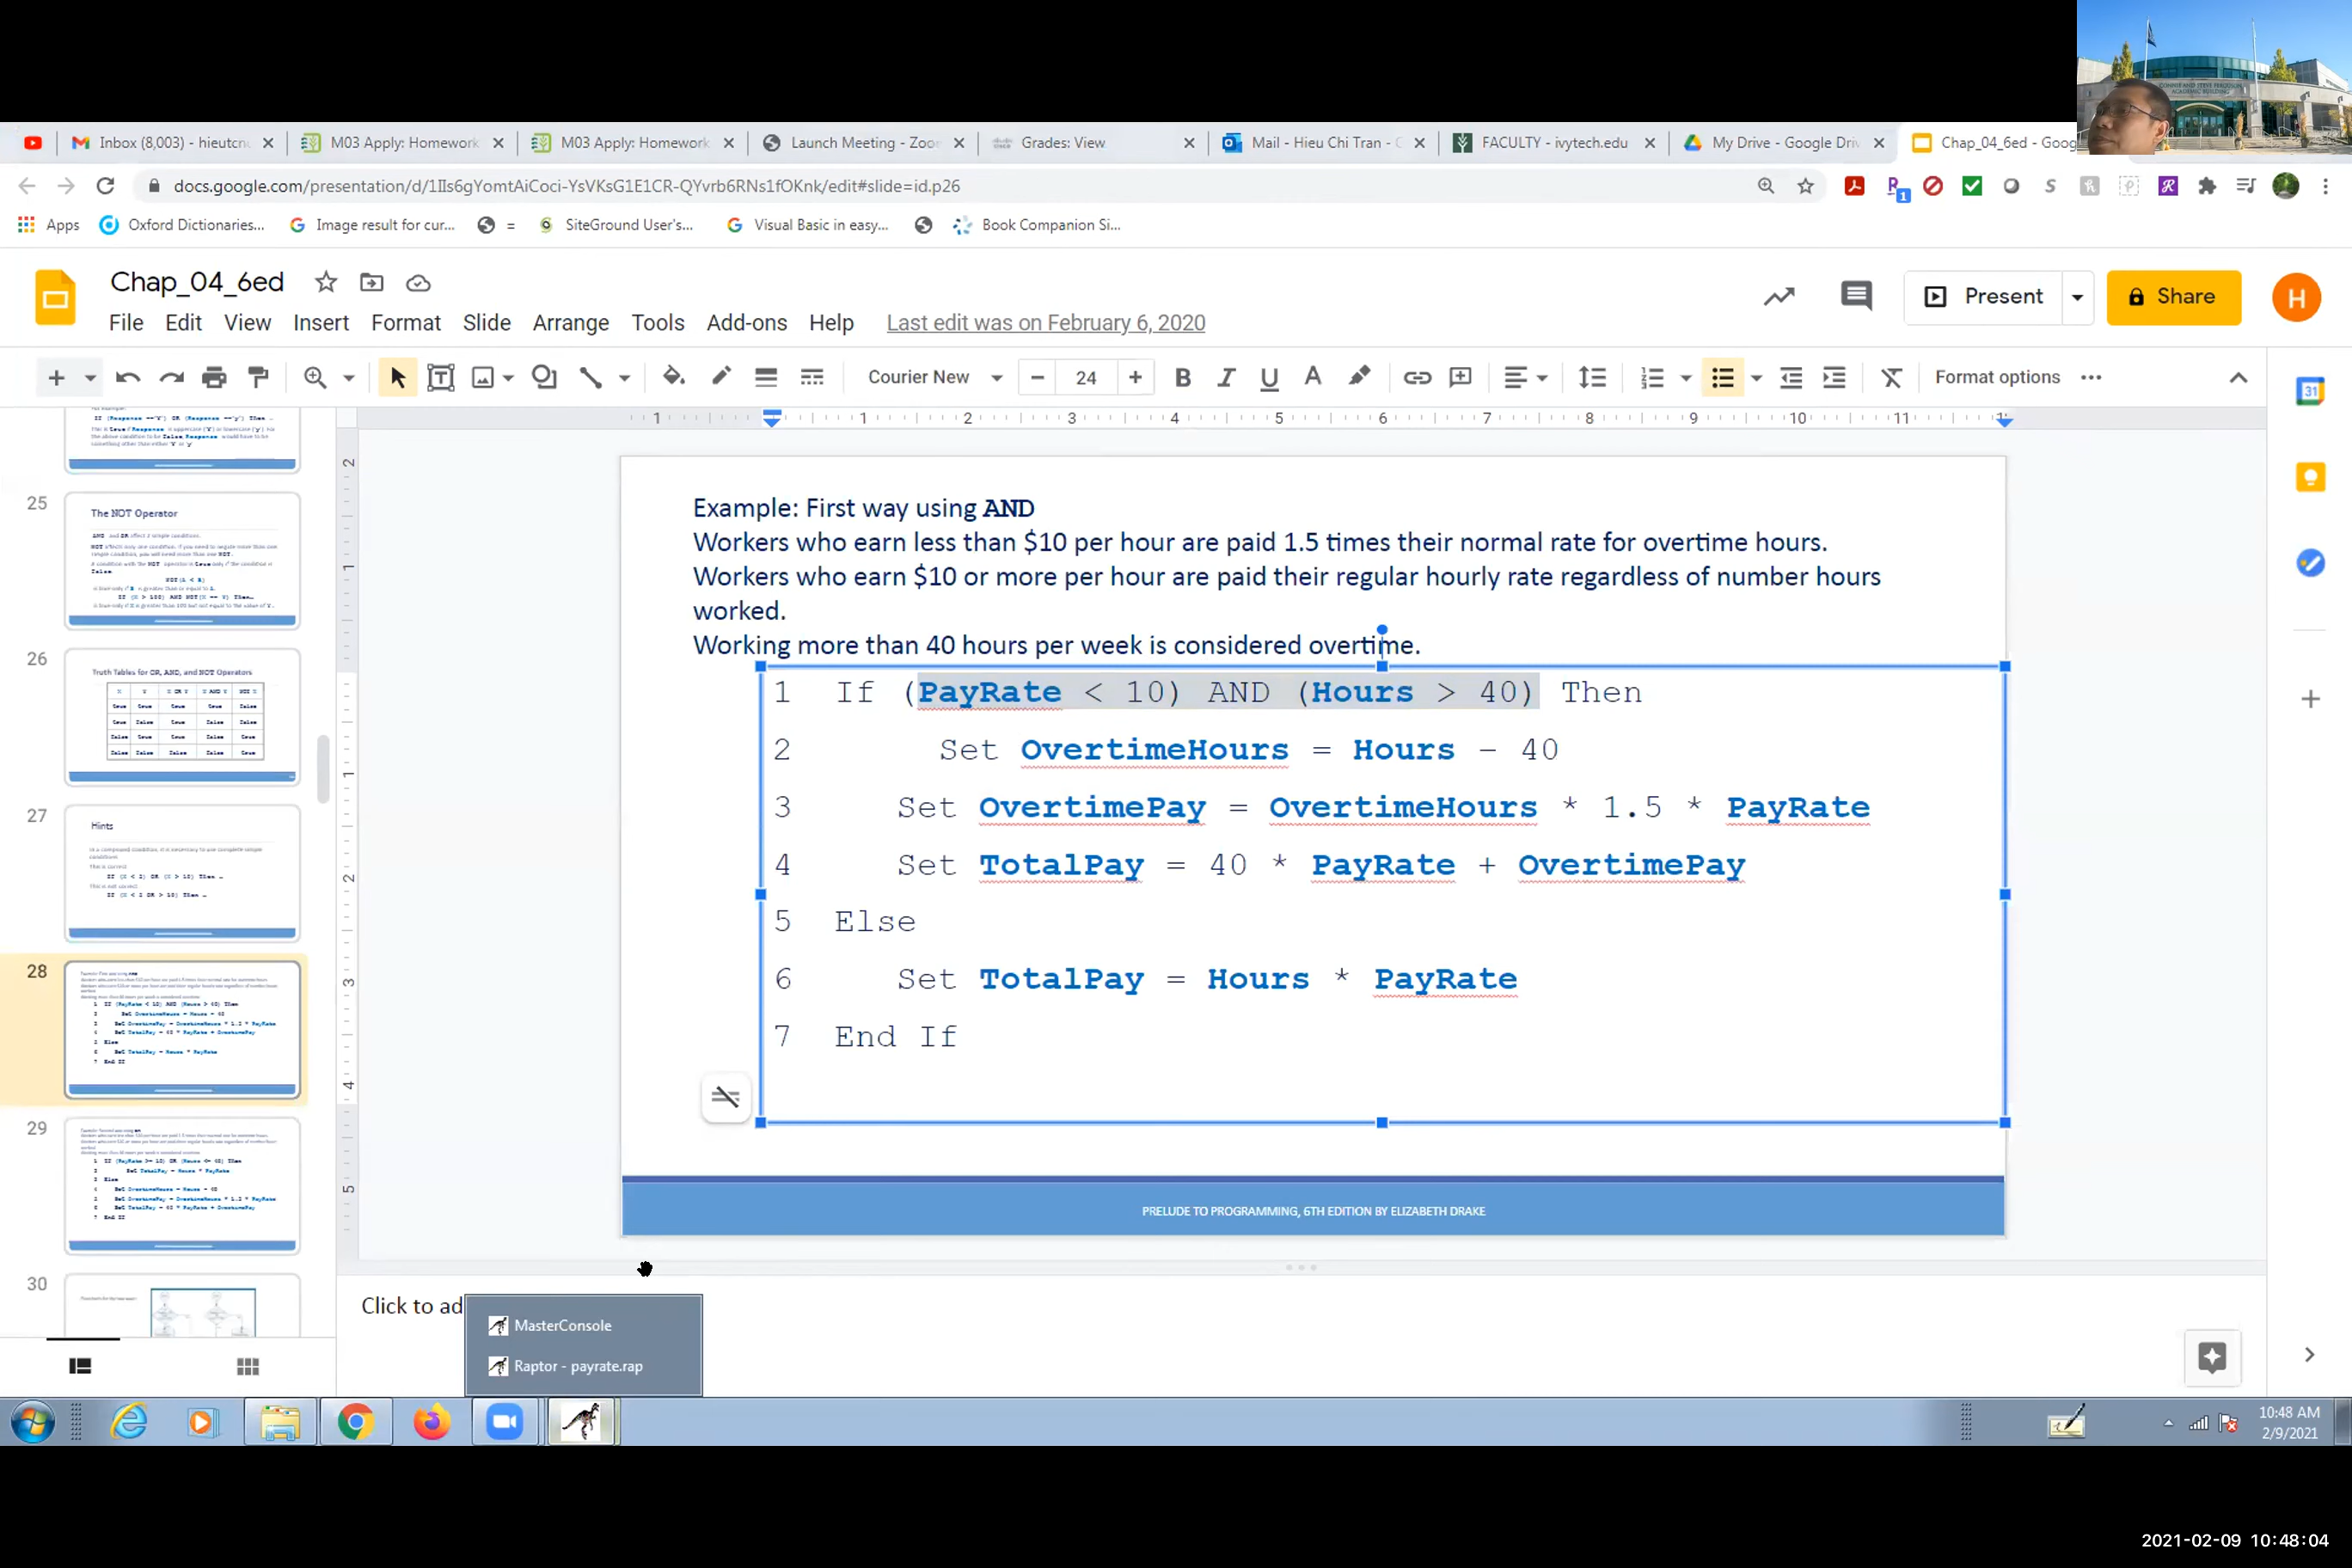 Inbox (8,003) - hieutcn
M03 Apply: Homework
M03 Apply: Homework
Launch Meeting - Zoo
Grades: View
Mail - Hieu Chi Tran -
FACULTY - ivytech.edu
My Drive - Google Driv
Chap_04_6ed - Goog
docs.google.com/presentation/d/1IIs6gYomtAiCoci-YsVKsG1E1CR-QYvrb6RNs1fOKnk/edit#slide=id.p26
Apps
Oxford Dictionaries...
Image result for cur...
=
SiteGround User's...
Visual Basic in easy...
Book Companion Si...
Chap_04_6ed
File Edit View Insert Format Slide Arrange Tools Add-ons Help Last edit was on February 6, 2020
Present
Share
H
Courier New
24
Format options
25
The NOT Operator
26
Truth Tables for OR, AND, and NOT Operators
27
Hints
28
29
30
Example: First way using AND
Workers who earn less than $10 per hour are paid 1.5 times their normal rate for overtime hours.
Workers who earn $10 or more per hour are paid their regular hourly rate regardless of number hours
worked.
Working more than 40 hours per week is considered overtime.
1 If (PayRate < 10) AND (Hours > 40) Then
2 Set OvertimeHours = Hours – 40
3 Set OvertimePay = OvertimeHours * 1.5 * PayRate
4 Set TotalPay = 40 * PayRate + OvertimePay
5 Else
6 Set TotalPay = Hours * PayRate
7 End If
PRELUDE TO PROGRAMMING, 6TH EDITION BY ELIZABETH DRAKE
Click to ad
MasterConsole
Raptor - payrate.rap
10:48 AM
2/9/2021
2021-02-09 10:48:04